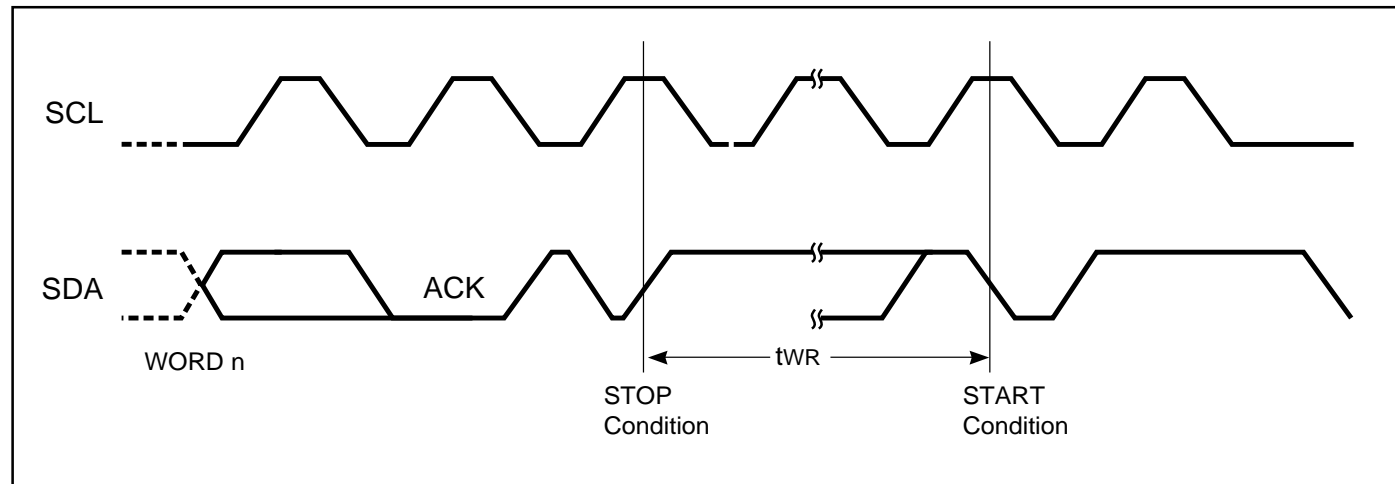 SCL
SDA
ACK
WORD n
tWR
STOP
Condition
START
Condition